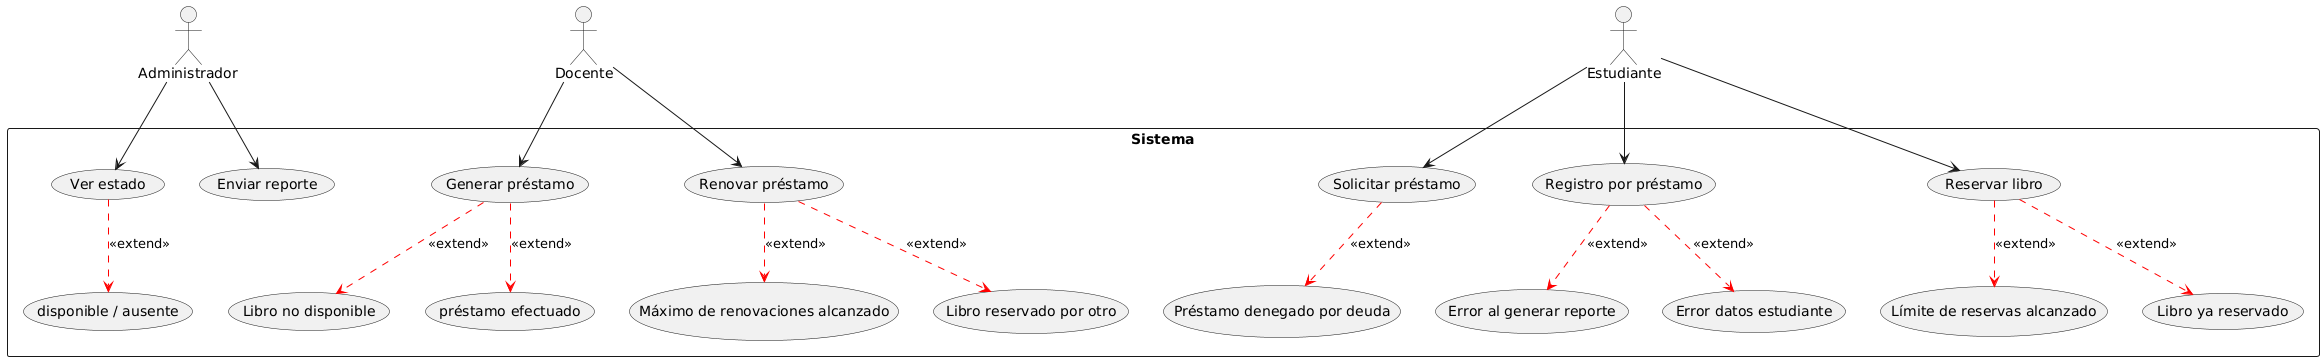 Administrador
Docente
Estudiante
Sistema
Ver estado
Enviar reporte
Generar préstamo
Renovar préstamo
Solicitar préstamo
Registro por préstamo
Reservar libro
«extend»
«extend»
«extend»
«extend»
«extend»
«extend»
«extend»
«extend»
«extend»
«extend»
disponible / ausente
Libro no disponible
préstamo efectuado
Máximo de renovaciones alcanzado
Libro reservado por otro
Préstamo denegado por deuda
Error al generar reporte
Error datos estudiante
Límite de reservas alcanzado
Libro ya reservado